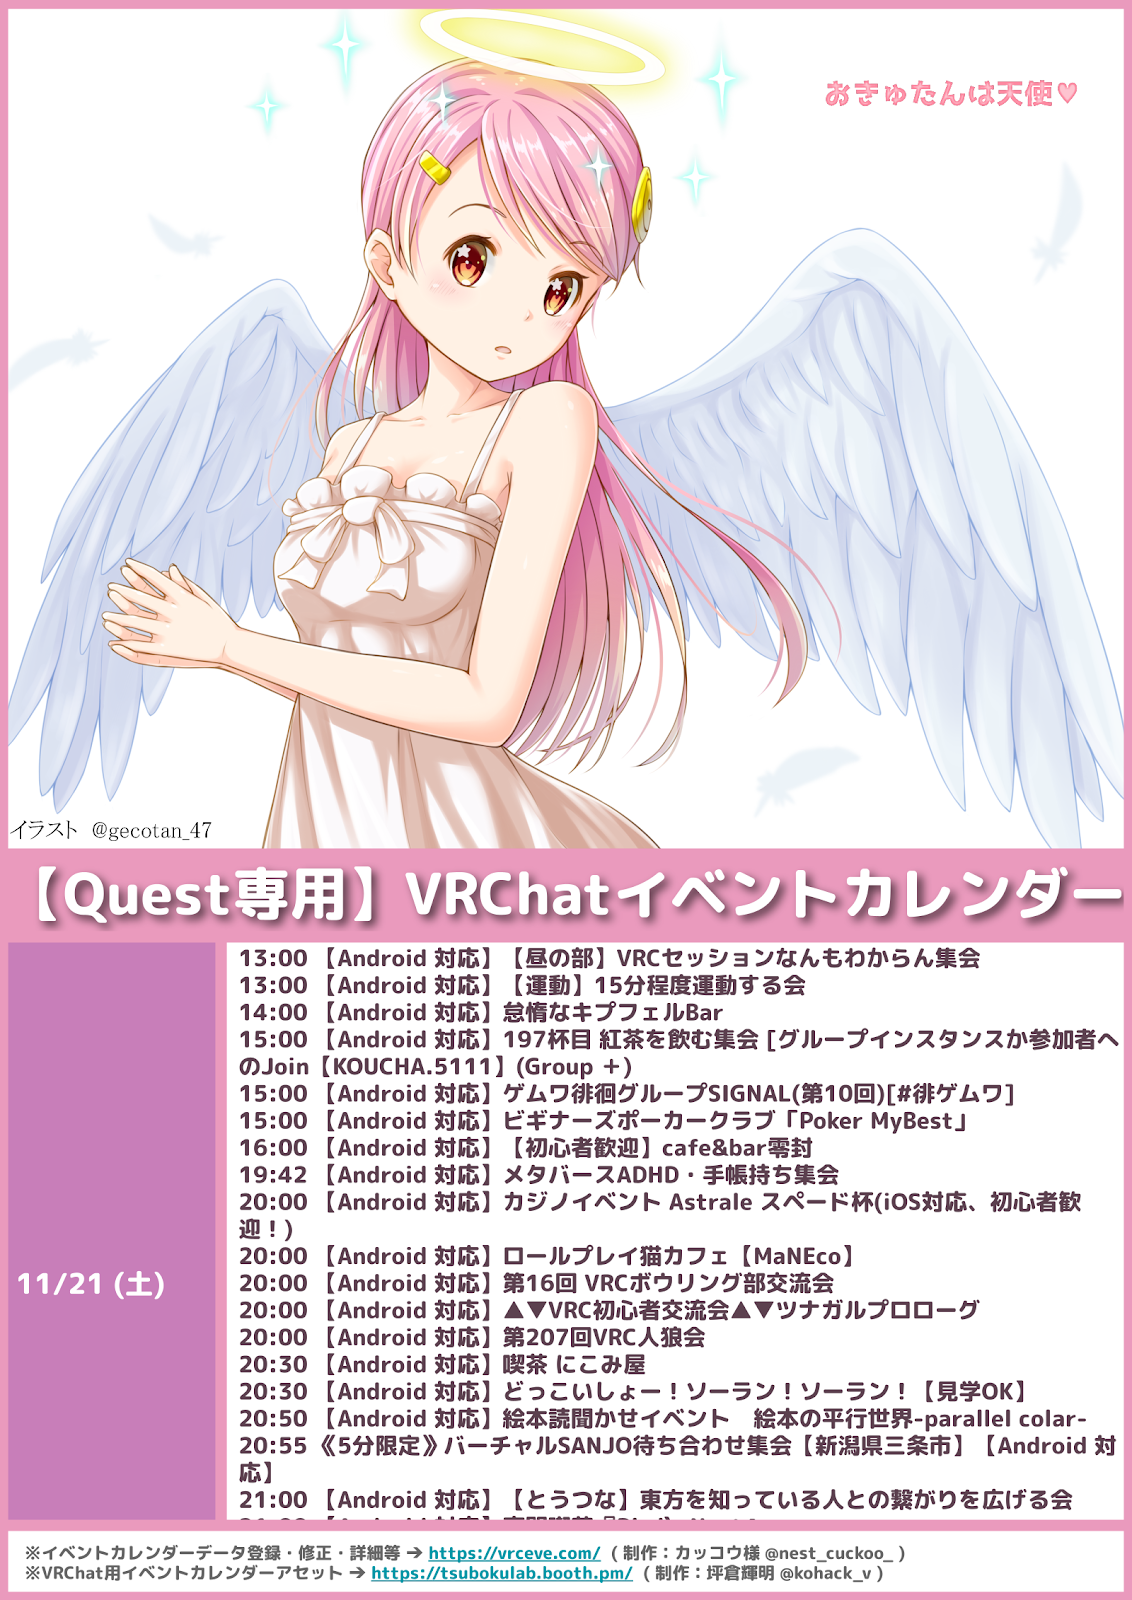 おきゅたんは天使♥
イラスト @gecotan_47
【Quest専用】VRChatイベントカレンダー
11/21 (土)
13:00 【Android 対応】【昼の部】VRCセッションなんもわからん集会
13:00 【Android 対応】【運動】15分程度運動する会
14:00 【Android 対応】怠惰なキプフェルBar
15:00 【Android 対応】197杯目 紅茶を飲む集会 [グループインスタンスか参加者へ
のJoin【KOUCHA.5111】(Group +)
15:00 【Android 対応】ゲムワ徘徊グループSIGNAL(第10回)[#徘ゲムワ]
15:00 【Android 対応】ビギナーズポーカークラブ「Poker MyBest」
16:00 【Android 対応】【初心者歓迎】cafe&bar零封
19:42 【Android 対応】メタバースADHD・手帳持ち集会
20:00 【Android 対応】カジノイベント Astrale スペード杯(iOS対応、初心者歓
迎！)
20:00 【Android 対応】ロールプレイ猫カフェ【MaNEco】
20:00 【Android 対応】第16回 VRCボウリング部交流会
20:00 【Android 対応】▲▼VRC初心者交流会▲▼ツナガルプロローグ
20:00 【Android 対応】第207回VRC人狼会
20:30 【Android 対応】喫茶 にこみ屋
20:30 【Android 対応】どっこいしょー！ソーラン！ソーラン！【見学OK】
20:50 【Android 対応】絵本読聞かせイベント　絵本の平行世界-parallel colar-
20:55 《5分限定》バーチャルSANJO待ち合わせ集会【新潟県三条市】【Android 対
応】
21:00 【Android 対応】【とうつな】東方を知っている人との繋がりを広げる会
※イベントカレンダーデータ登録・修正・詳細等 → https://vrceve.com/ ( 制作：カッコウ様 @nest_cuckoo_ )
※VRChat用イベントカレンダーアセット → https://tsubokulab.booth.pm/ ( 制作：坪倉輝明 @kohack_v )